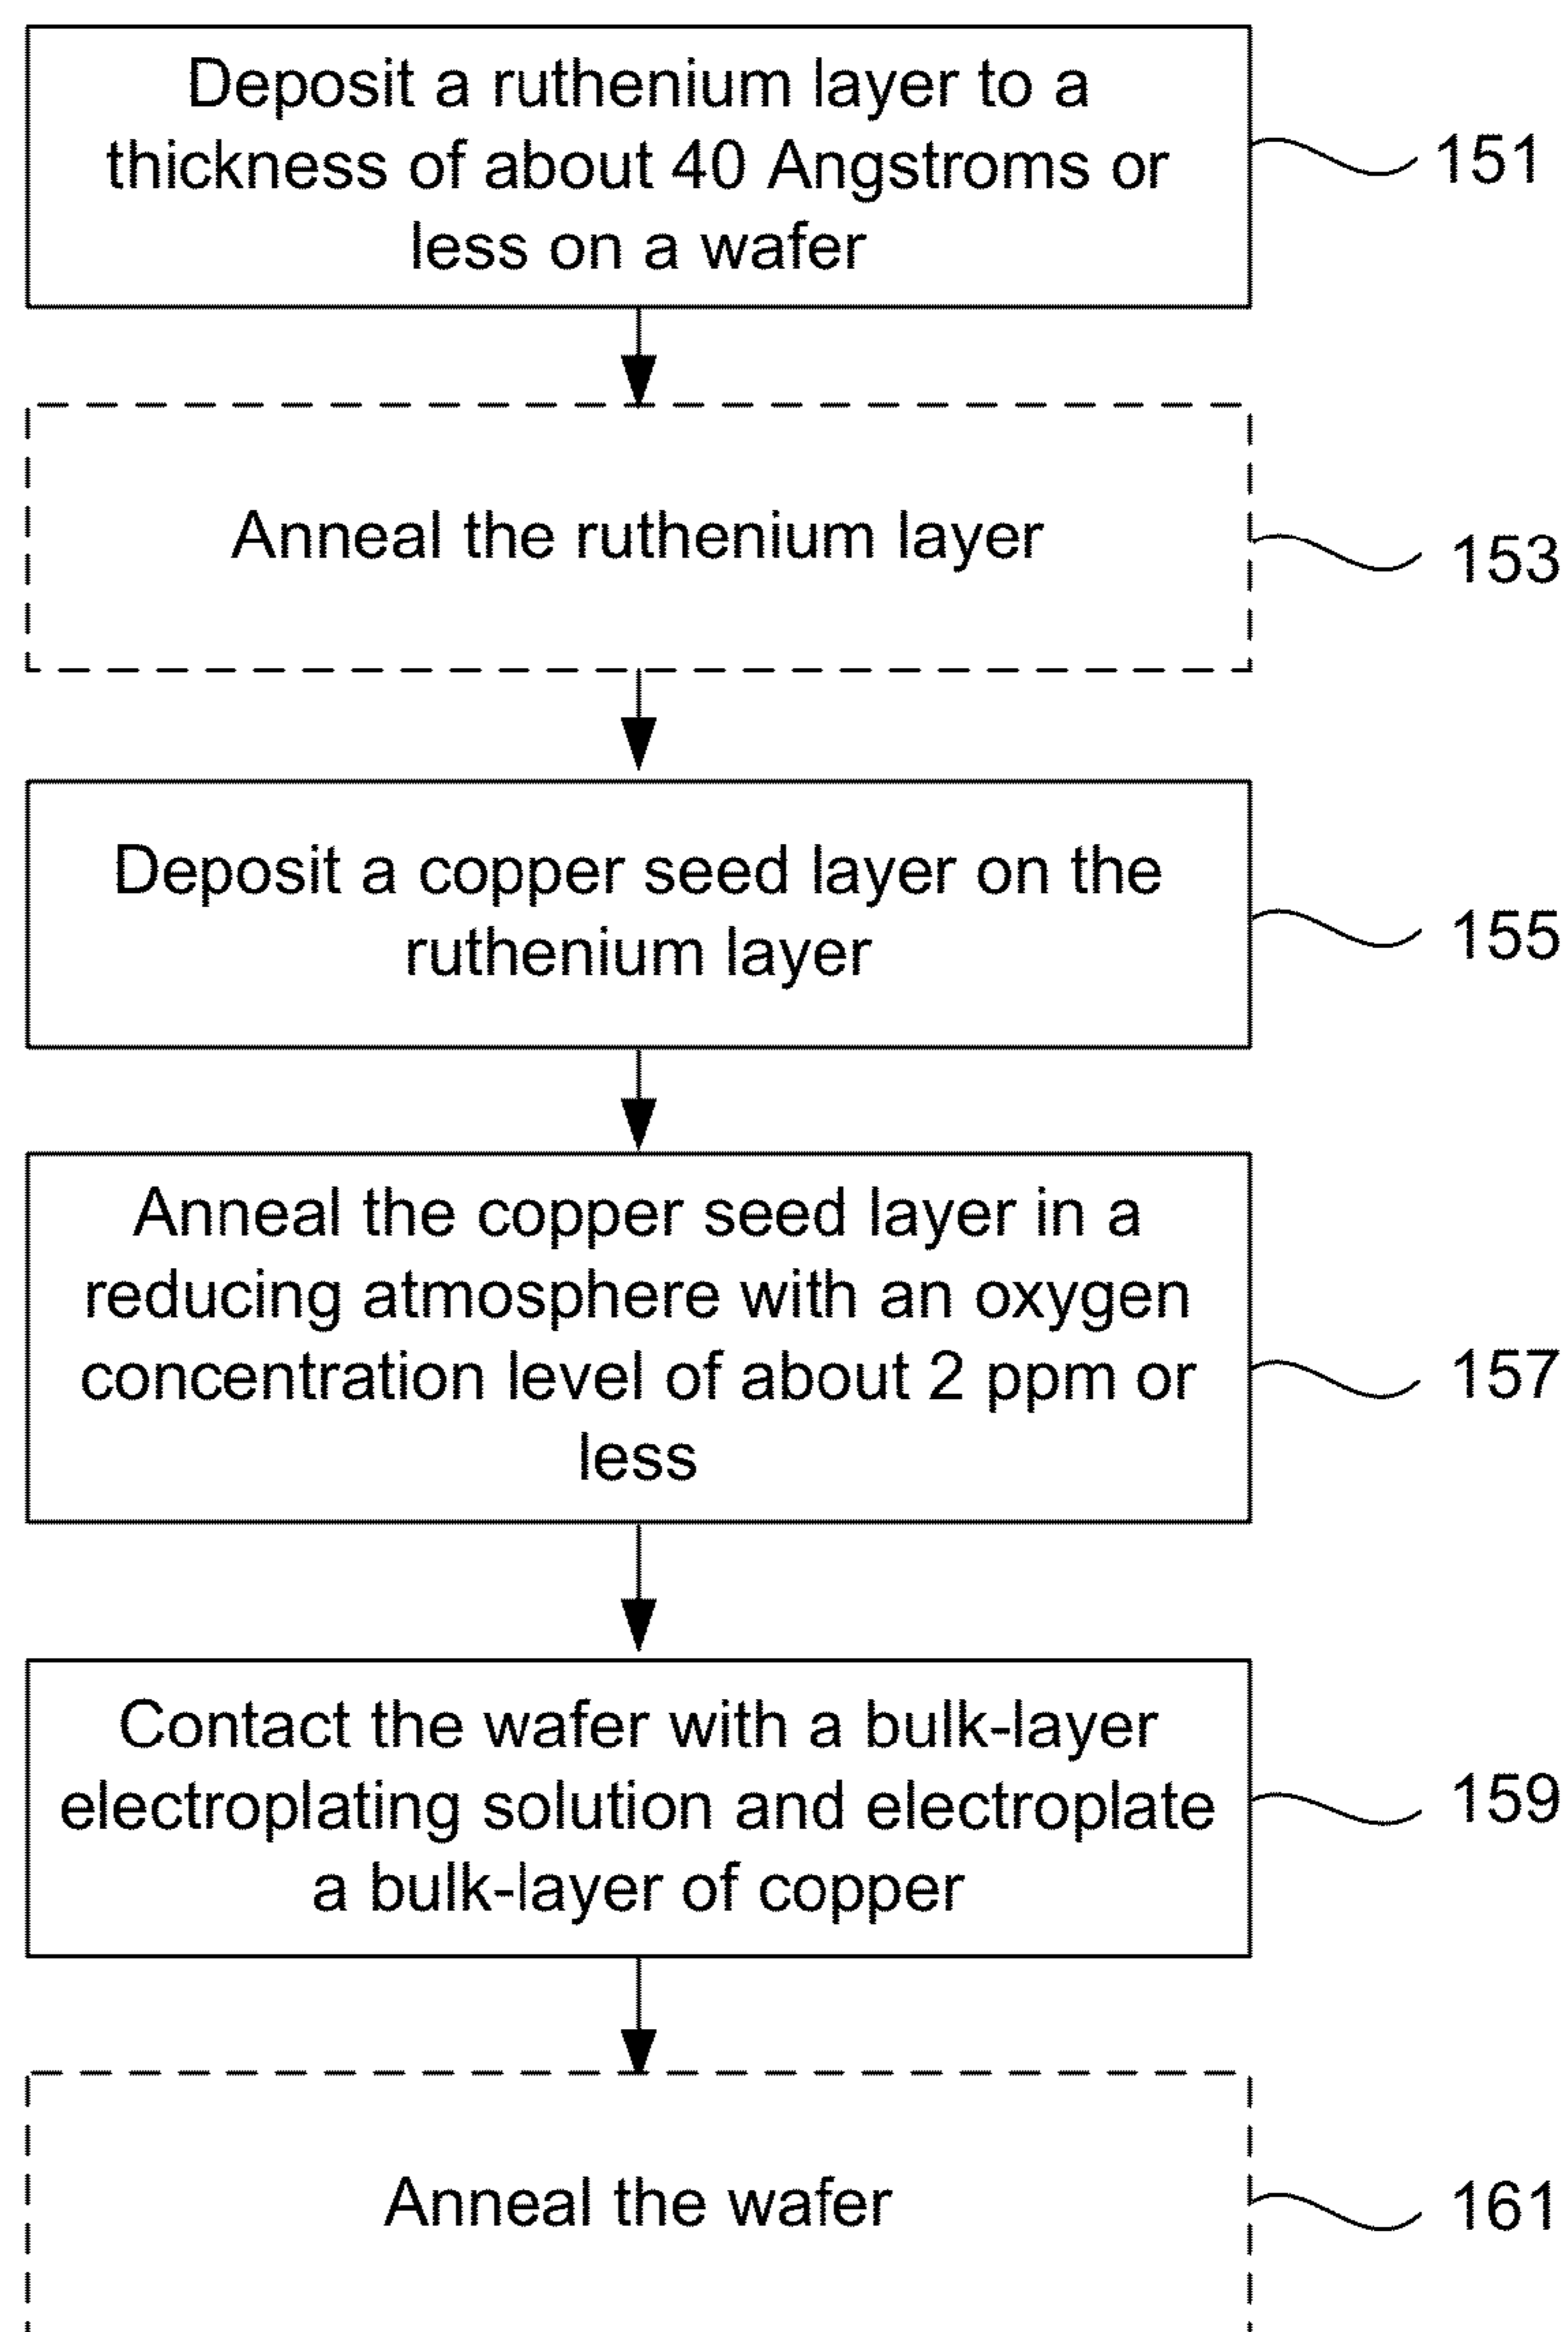 Deposit a ruthenium layer to a
thickness of about 40 Angstroms or
less on a wafer
151
Anneal the ruthenium layer
153
Deposit a copper seed layer on the
ruthenium layer
155
Anneal the copper seed layer in a
reducing atmosphere with an oxygen
concentration level of about 2 ppm or
less
157
Contact the wafer with a bulk-layer
electroplating solution and electroplate
a bulk-layer of copper
159
Anneal the wafer
161